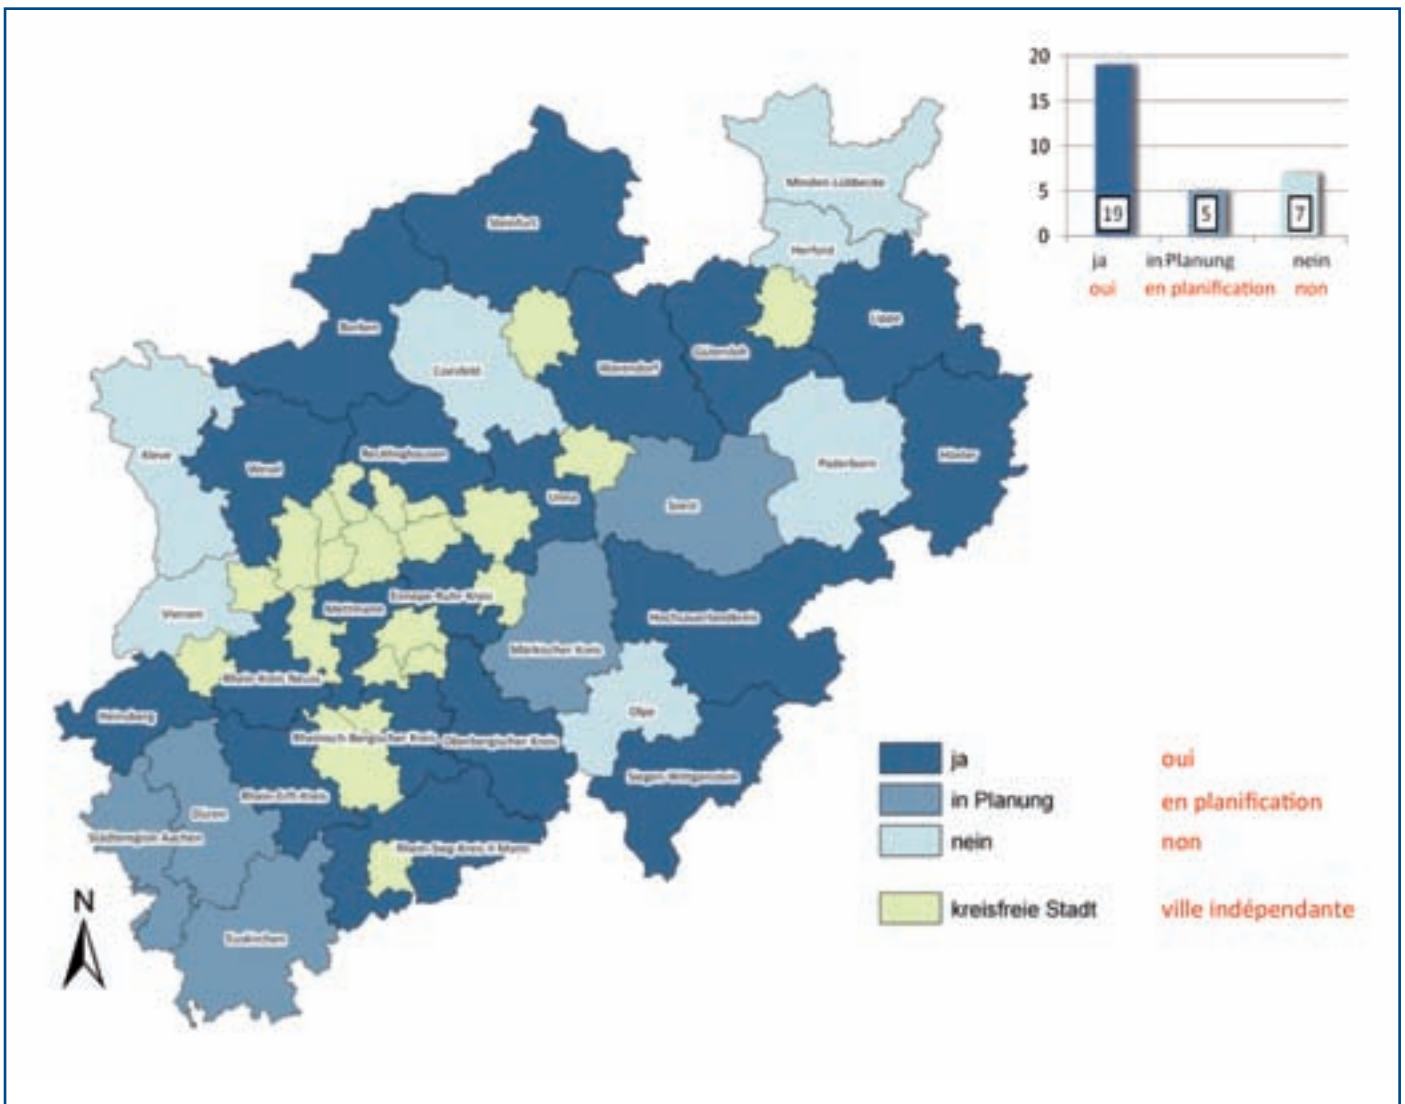 20
15
10
5
0
19
5
7
ja
in Planung
nein
oui
en planification
non
Minden-Lübbecke
Herford
Steinfurt
Borken
Coesfeld
Warendorf
Gütersloh
Lippe
Kleve
Wesel
Recklinghausen
Unna
Soest
Paderborn
Höxter
Viersen
Mettmann
Ennepe-Ruhr-Kreis
Märkischer Kreis
Hochsauerlandkreis
Rhein-Kreis Neuss
Heinsberg
Rheinisch-Bergischer Kreis
Oberbergischer Kreis
Olpe
Siegen-Wittgenstein
Rhein-Erft-Kreis
Düren
Städteregion Aachen
Rhein-Sieg-Kreis
Euskirchen
N
ja oui
in Planung en planification
nein non
kreisfreie Stadt ville indépendante